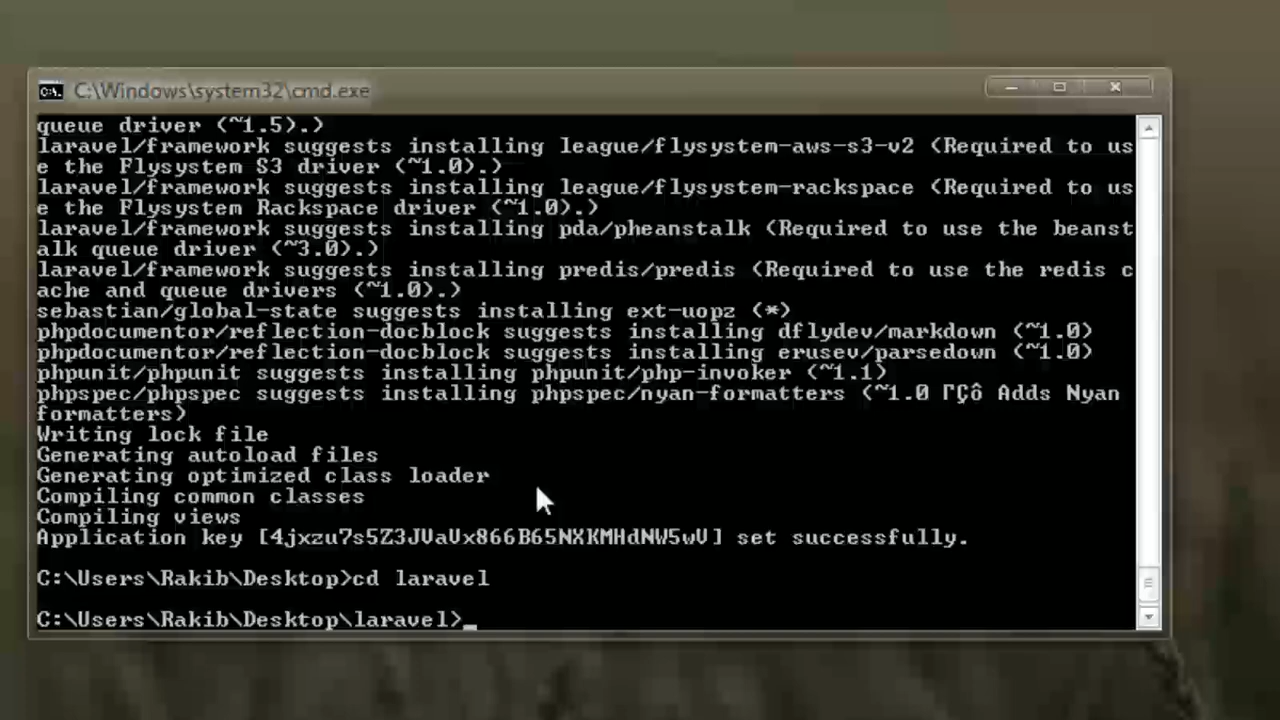 C:\Windows\system32\cmd.exe
queue driver (~1.5).)
laravel/framework suggests installing league/flysystem-aws-s3-v2 (Required to us
e the Flysystem S3 driver (~1.0).)
laravel/framework suggests installing league/flysystem-rackspace (Required to us
e the Flysystem Rackspace driver (~1.0).)
laravel/framework suggests installing pda/pheanstalk (Required to use the beanst
alk queue driver (~3.0).)
laravel/framework suggests installing predis/predis (Required to use the redis c
ache and queue drivers (~1.0).)
sebastian/global-state suggests installing ext-uopz (*)
phpdocumentor/reflection-docblock suggests installing dflydev/markdown (~1.0)
phpdocumentor/reflection-docblock suggests installing erusev/parsedown (~1.0)
phpunit/phpunit suggests installing phpunit/php-invoker (~1.1)
phpspec/phpspec suggests installing phpspec/nyan-formatters (~1.0 ΓÇô Adds Nyan
formatters)
Writing lock file
Generating autoload files
Generating optimized class loader
Compiling common classes
Compiling views
Application key [4jxzu7s5Z3JVaVx866B65NXKMHdNW5wV] set successfully.
C:\Users\Rakib\Desktop>cd laravel
C:\Users\Rakib\Desktop\laravel>_